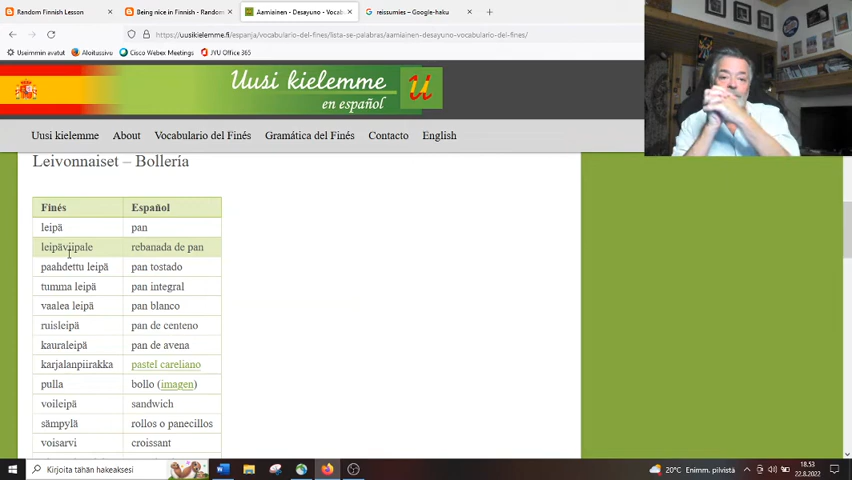 Random Finnish Lesson
Being nice in Finnish - Random
Aamiainen - Desayuno - Vocab
reissumies – Google-haku
https://uusikielemme.fi/espanja/vocabulario-del-fines/lista-se-palabras/aamiainen-desayuno-vocabulario-del-fines/
Useimmin avatut Aloitussivu Cisco Webex Meetings JYU Office 365
Uusi kielemme
en español
u
Uusi kielemme About Vocabulario del Finés Gramática del Finés Contacto English
Leivonnaiset – Bollería
Finés Español
leipä pan
leipäviipale rebanada de pan
paahdettu leipä pan tostado
tumma leipä pan integral
vaalea leipä pan blanco
ruisleipä pan de centeno
kauraleipä pan de avena
karjalanpiirakka pastel careliano
pulla bollo (imagen)
voileipä sandwich
sämpylä rollos o panecillos
voisarvi croissant
Kirjoita tähän hakeaksesi
20°C Enimm. pilvistä
18.53
22.8.2022